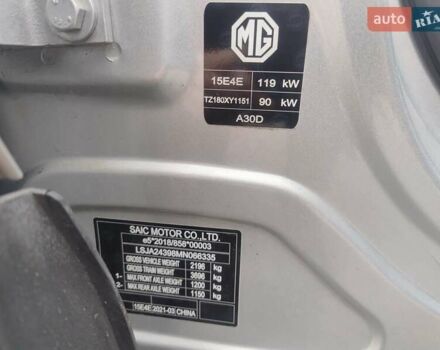 auto RIA
MG
15E4E 119 kW
TZ180XY1151 90 kW
A30D
SAIC MOTOR CO.,LTD.
e5*2018/858*00003
LSJA24398MN066335
GROSS VEHICLE WEIGHT 2196 kg
GROSS TRAIN WEIGHT 3696 kg
1- MAX FRONT AXLE WEIGHT 1200 kg
2- MAX REAR AXLE WEIGHT 1150 kg
15E4E 2021-03 CHINA